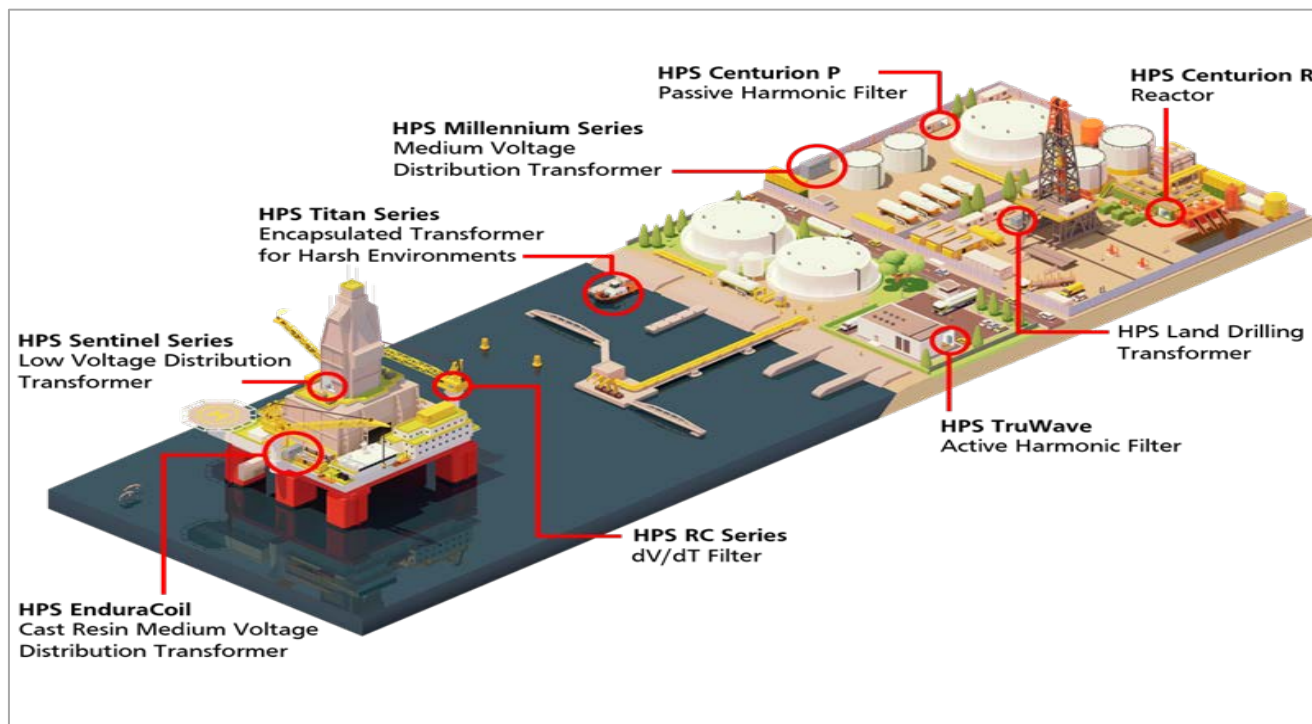 HPS Centurion P
Passive Harmonic Filter
HPS Centurion R
Reactor
HPS Millennium Series
Medium Voltage
Distribution Transformer
HPS Titan Series
Encapsulated Transformer
for Harsh Environments
HPS Sentinel Series
Low Voltage Distribution
Transformer
HPS Land Drilling
Transformer
HPS TruWave
Active Harmonic Filter
HPS RC Series
dV/dT Filter
HPS EnduraCoil
Cast Resin Medium Voltage
Distribution Transformer